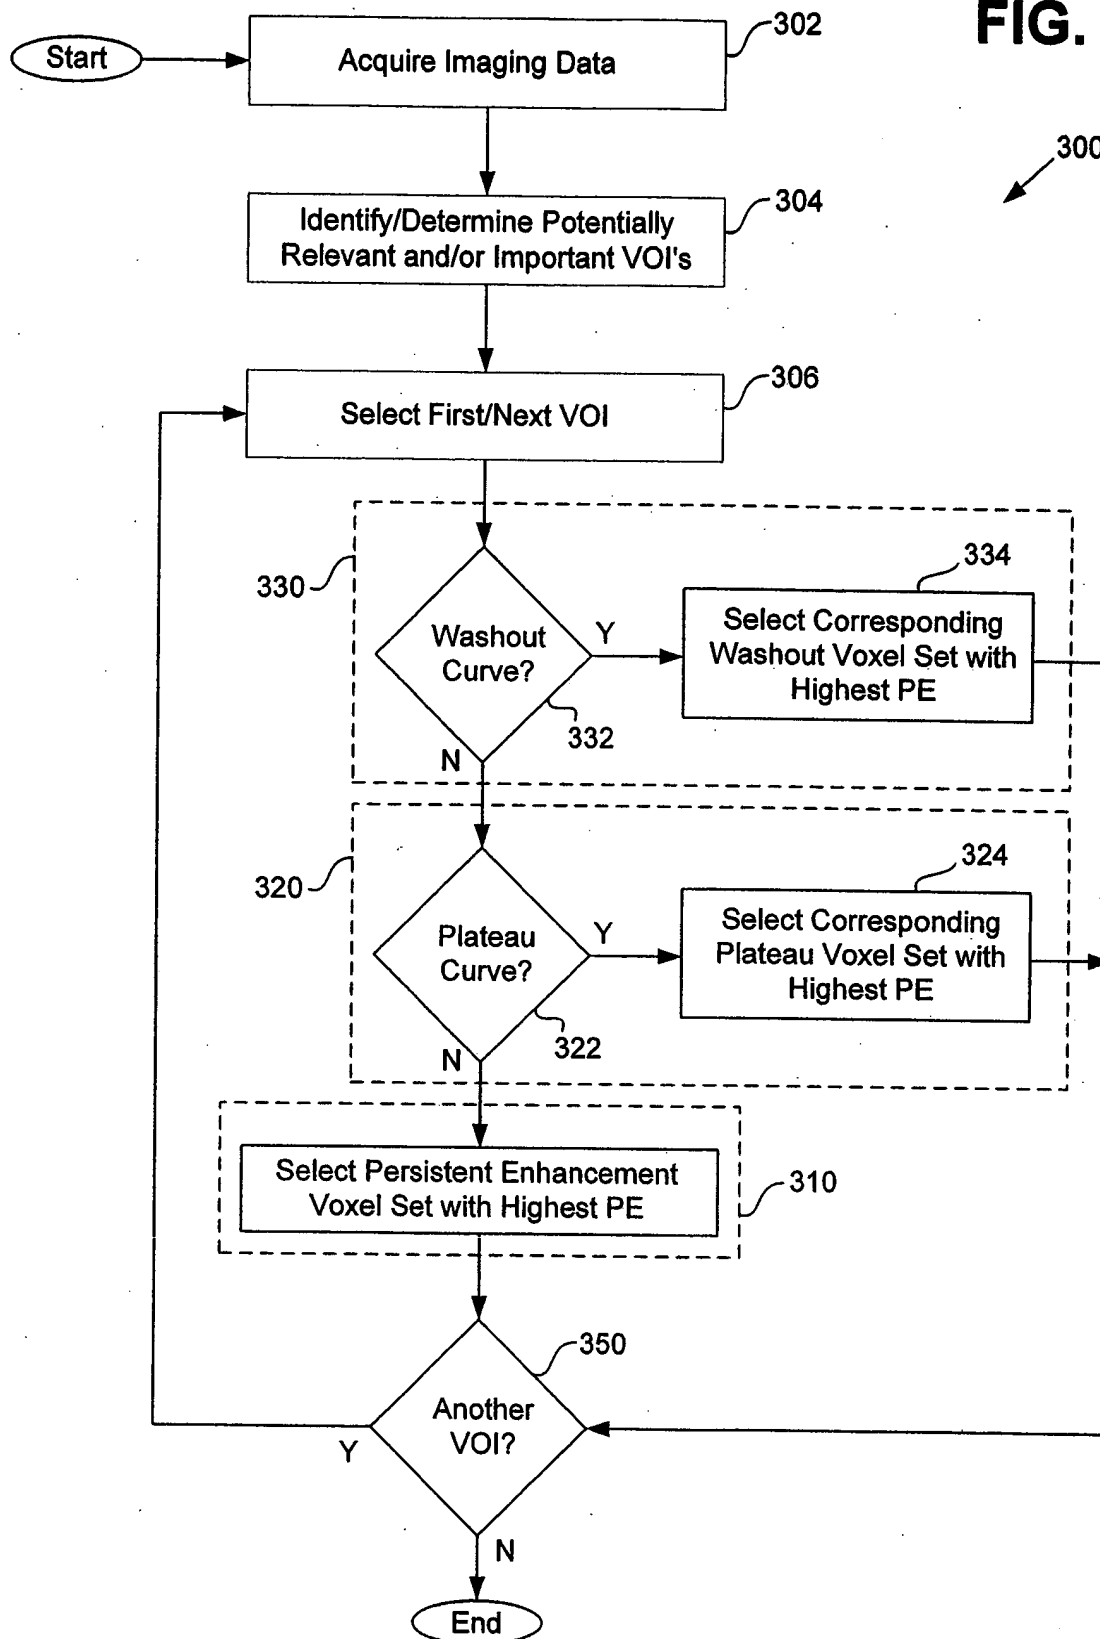 FIG.
302
Start
Acquire Imaging Data
300
304
Identify/Determine Potentially
Relevant and/or Important VOI's
306
Select First/Next VOI
330
334
Washout
Curve?
Y
Select Corresponding
Washout Voxel Set with
Highest PE
332
N
320
324
Plateau
Curve?
Y
Select Corresponding
Plateau Voxel Set with
Highest PE
322
N
Select Persistent Enhancement
Voxel Set with Highest PE
310
350
Another
VOI?
Y
N
End